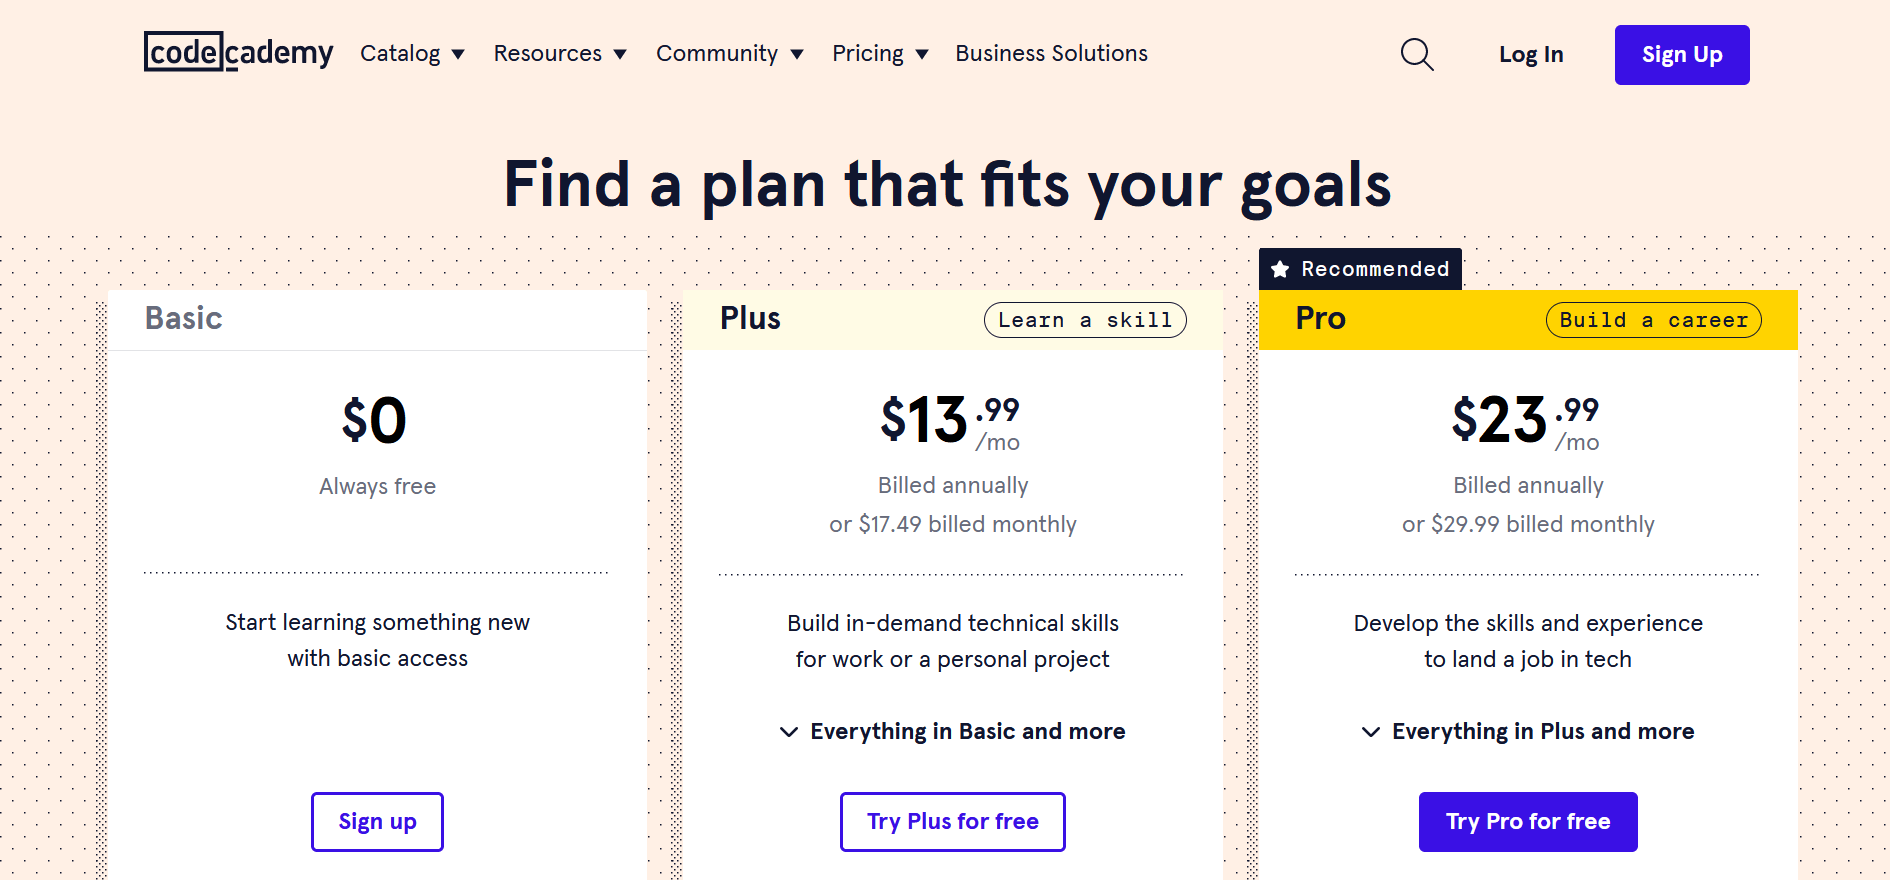 codecademy Catalog Resources Community Pricing Business Solutions Log In Sign Up
Find a plan that fits your goals
Recommended
Basic
$0
Always free
Start learning something new
with basic access
Sign up
Plus Learn a skill
$13.99
/mo
Billed annually
or $17.49 billed monthly
Build in-demand technical skills
for work or a personal project
Everything in Basic and more
Try Plus for free
Pro Build a career
$23.99
/mo
Billed annually
or $29.99 billed monthly
Develop the skills and experience
to land a job in tech
Everything in Plus and more
Try Pro for free